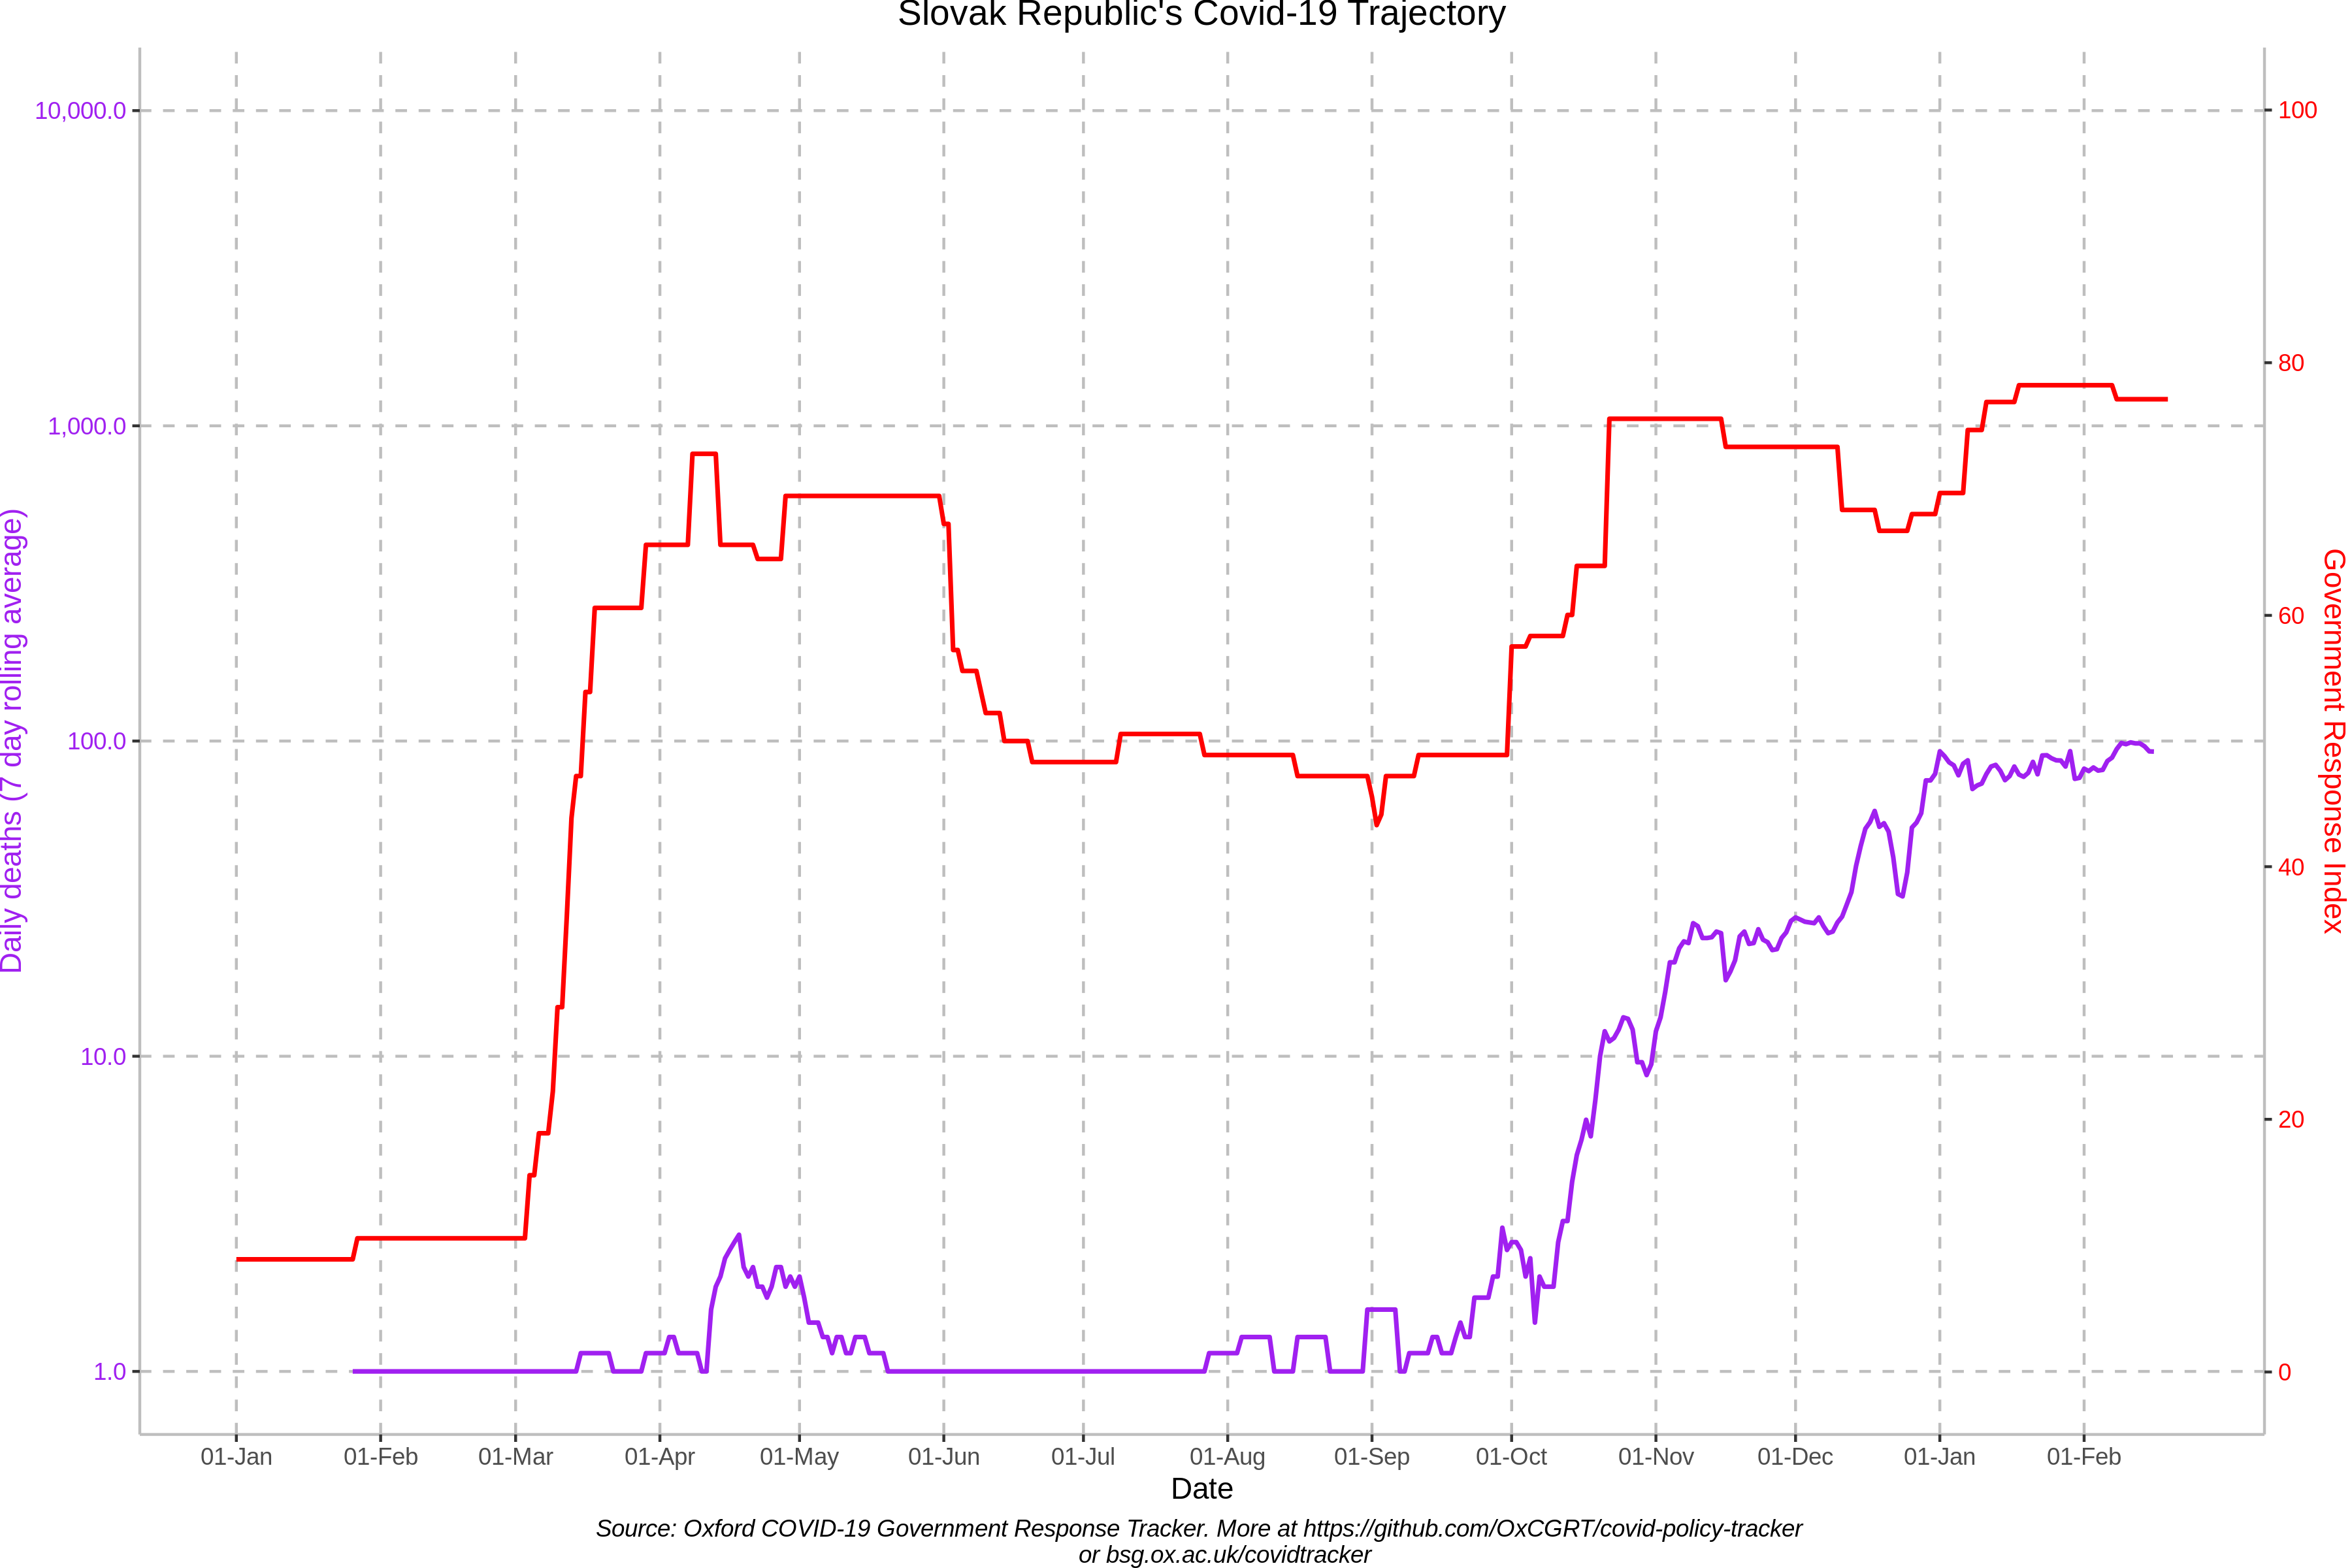 Slovak Republic's Covid-19 Trajectory
10,000.0
1,000.0
100.0
10.0
1.0
Daily deaths (7 day rolling average)
100
80
60
40
20
0
Government Response Index
01-Jan 01-Feb 01-Mar 01-Apr 01-May 01-Jun 01-Jul 01-Aug 01-Sep 01-Oct 01-Nov 01-Dec 01-Jan 01-Feb
Date
Source: Oxford COVID-19 Government Response Tracker. More at https://github.com/OxCGRT/covid-policy-tracker
or bsg.ox.ac.uk/covidtracker